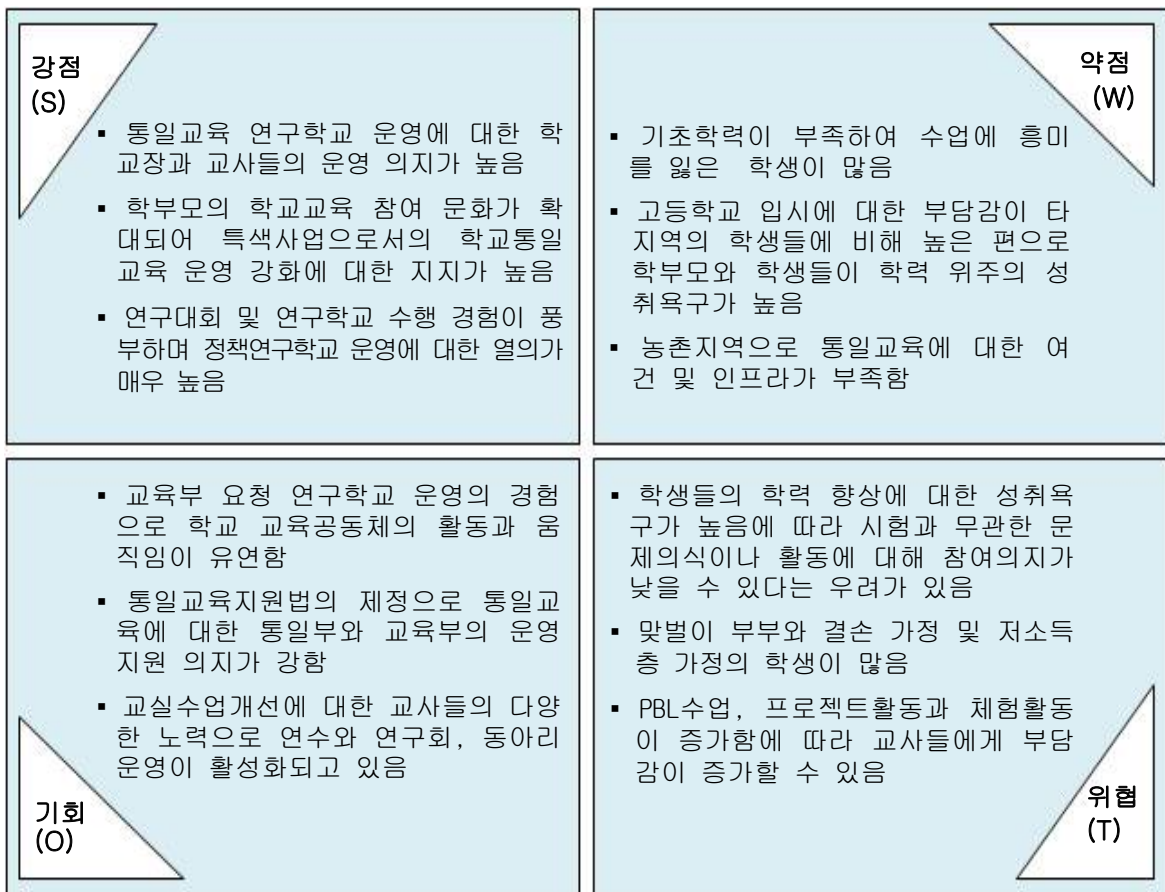 강점
(S)
▪ 통일교육 연구학교 운영에 대한 학
교장과 교사들의 운영 의지가 높음
▪ 학부모의 학교교육 참여 문화가 확
대되어 특색사업으로서의 학교통일
교육 운영 강화에 대한 지지가 높음
▪ 연구대회 및 연구학교 수행 경험이 풍
부하며 정책연구학교 운영에 대한 열의가
매우 높음
약점
(W)
▪ 기초학력이 부족하여 수업에 흥미
를 잃은 학생이 많음
▪ 고등학교 입시에 대한 부담감이 타
지역의 학생들에 비해 높은 편으로
학부모와 학생들이 학력 위주의 성
취욕구가 높음
▪ 농촌지역으로 통일교육에 대한 여
건 및 인프라가 부족함
▪ 교육부 요청 연구학교 운영의 경험
으로 학교 교육공동체의 활동과 움
직임이 유연함
▪ 통일교육지원법의 제정으로 통일교
육에 대한 통일부와 교육부의 운영
지원 의지가 강함
▪ 교실수업개선에 대한 교사들의 다양
한 노력으로 연수와 연구회, 동아리
운영이 활성화되고 있음
기회
(O)
▪ 학생들의 학력 향상에 대한 성취욕
구가 높음에 따라 시험과 무관한 문
제의식이나 활동에 대해 참여의지가
낮을 수 있다는 우려가 있음
▪ 맞벌이 부부와 결손 가정 및 저소득
층 가정의 학생이 많음
▪ PBL수업, 프로젝트활동과 체험활동
이 증가함에 따라 교사들에게 부담
감이 증가할 수 있음
위협
(T)